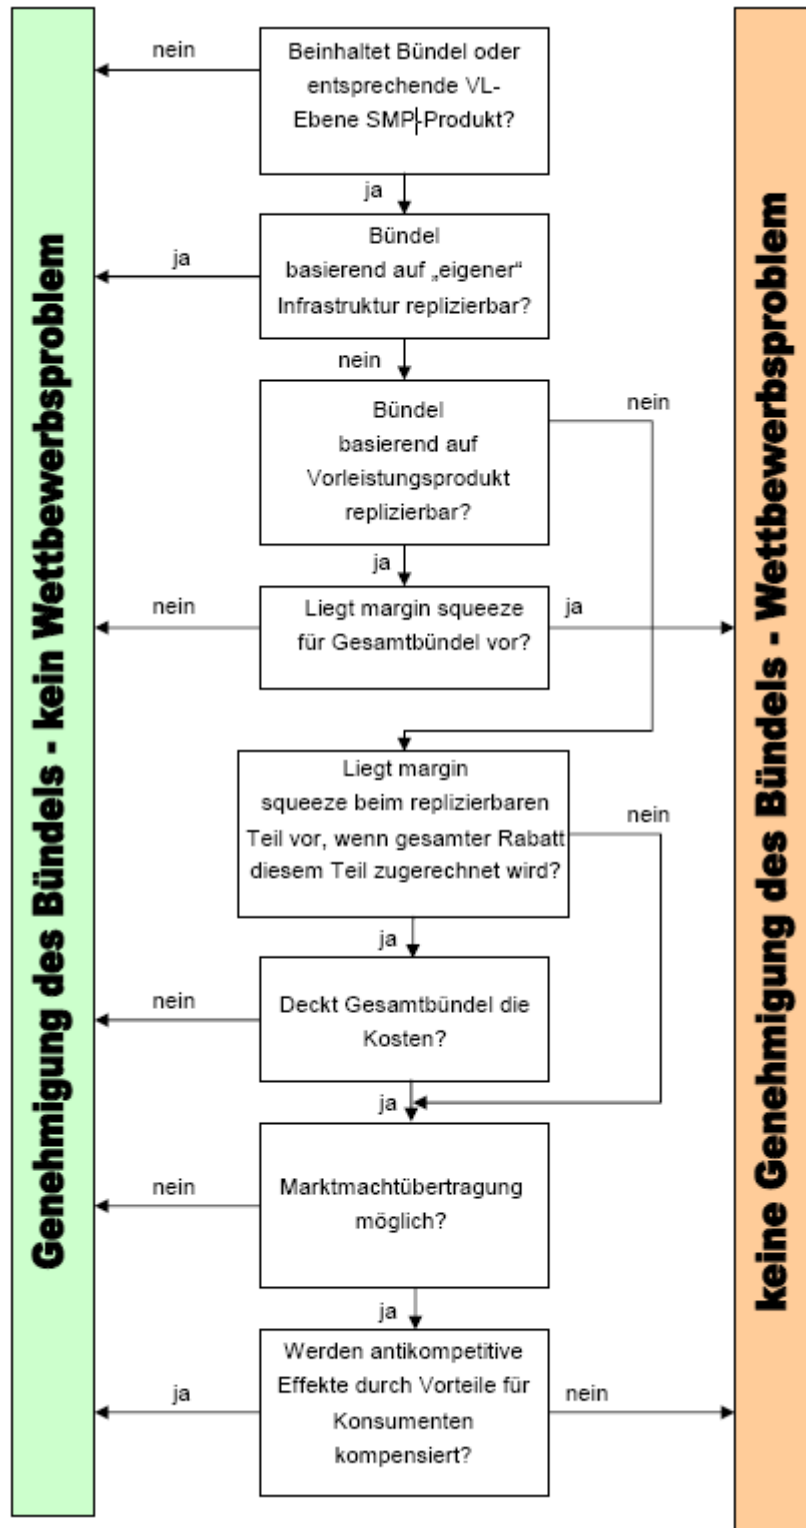 Genehmigung des Bündels - kein Wettbewerbsproblem
nein
Beinhaltet Bündel oder
entsprechende VL-
Ebene SMP-Produkt?
ja
ja
Bündel
basierend auf „eigener“
Infrastruktur replizierbar?
nein
Bündel
basierend auf
Vorleistungsprodukt
replizierbar?
nein
ja
nein
Liegt margin squeeze
für Gesamtbündel vor?
ja
Liegt margin
squeeze beim replizierbaren
Teil vor, wenn gesamter Rabatt
diesem Teil zugerechnet wird?
nein
ja
nein
Deckt Gesamtbündel die
Kosten?
ja
nein
Marktmachtübertragung
möglich?
ja
ja
Werden antikompetitive
Effekte durch Vorteile für
Konsumenten
kompensiert?
nein
keine Genehmigung des Bündels - Wettbewerbsproblem